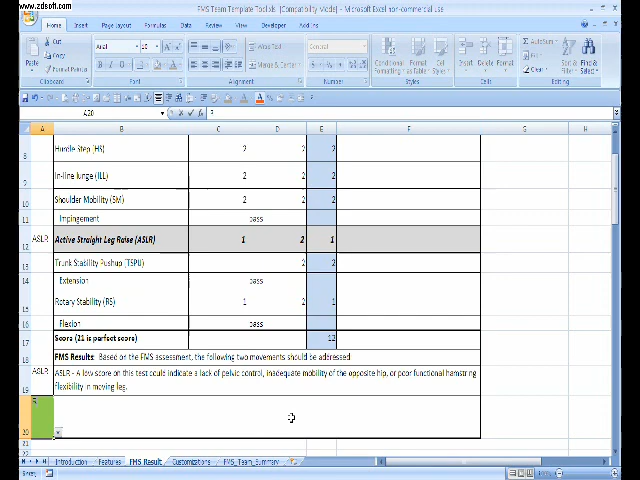 www.zdsoft.com
FMS Team Template Tool.xls [Compatibility Mode] - Microsoft Excel non-commercial use
Home Insert Page Layout Formulas Data Review View Developer Add-Ins
Cut
Copy
Format Painter
Paste
Arial 10
Wrap Text
Merge & Center
General
Conditional Formatting Format as Table Cell Styles
Insert Delete Format
AutoSum
Fill
Clear
Sort & Filter Find & Select
Clipboard Font Alignment Number Styles Cells Editing
A20
A B C D E F G H
8 Hurdle Step (HS) 2 2 2
9 In-line lunge (ILL) 2 2 2
10 Shoulder Mobility (SM) 2 2 2
11 Impingement pass
12 ASLR Active Straight Leg Raise (ASLR) 1 2 1
13 Trunk Stability Pushup (TSPU) 2 2
14 Extension pass
15 Rotary Stability (RS) 1 2 1
16 Flexion pass
17 Score (21 is perfect score) 12
18 FMS Results: Based on the FMS assessment, the following two movements should be addressed
19 ASLR ASLR - A low score on this test could indicate a lack of pelvic control, inadequate mobility of the opposite hip, or poor functional hamstring
flexibility in moving leg.
20
21
22
Introduction Features FMS Result Customizations FMS_Team_Summary
100%